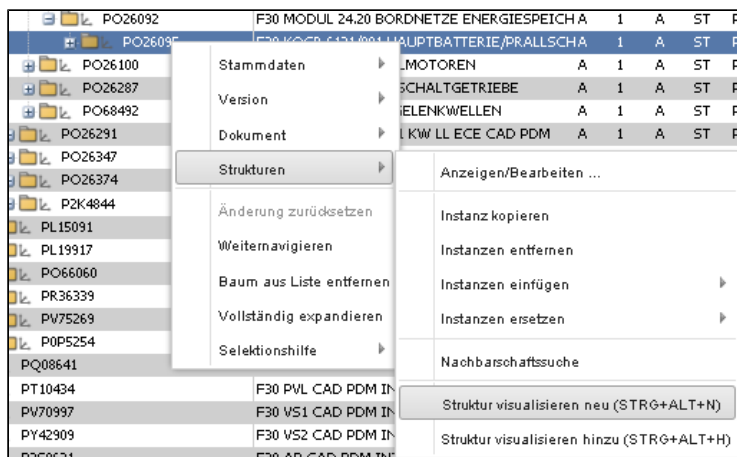 PO26092 F30 MODUL 24.20 BORDNETZE ENERGIESPEICH A 1 A ST
F30 KOGR 6131/001 HAUPTBATTERIE/PRALLSCHA 1 A ST
PO26100 LMOTOREN A 1 A ST
PO26287 SCHALTGETRIEBE A 1 A ST
PO68492 GELENKWELLEN A 1 A ST
PO26291 1 KW LL ECE CAD PDM A 1 A ST
PO26347
PO26374
P2K4844
PL15091
PL19917
PO66060
PR36339
PV75269
P0P5254
PQ08641
PT10434 F30 PVL CAD PDM IN
PV70997 F30 VS1 CAD PDM IN
PY42909 F30 VS2 CAD PDM IN
Stammdaten
Version
Dokument
Strukturen
Änderung zurücksetzen
Weiternavigieren
Baum aus Liste entfernen
Vollständig expandieren
Selektionshilfe
Anzeigen/Bearbeiten ...
Instanz kopieren
Instanzen entfernen
Instanzen einfügen
Instanzen ersetzen
Nachbarschaftssuche
Struktur visualisieren neu (STRG+ALT+N)
Struktur visualisieren hinzu (STRG+ALT+H)